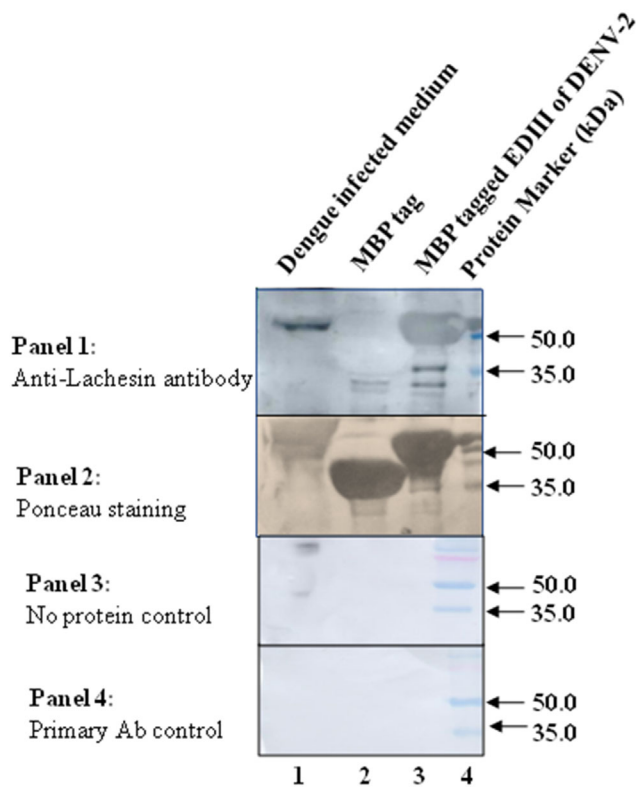 Dengue infected medium
MBP tag
MBP tagged EDIII of DENV-2
Protein Marker (kDa)
Panel 1:
Anti-Lachesin antibody
50.0
35.0
Panel 2:
Ponceau staining
50.0
35.0
Panel 3:
No protein control
50.0
35.0
Panel 4:
Primary Ab control
50.0
35.0
1 2 3 4